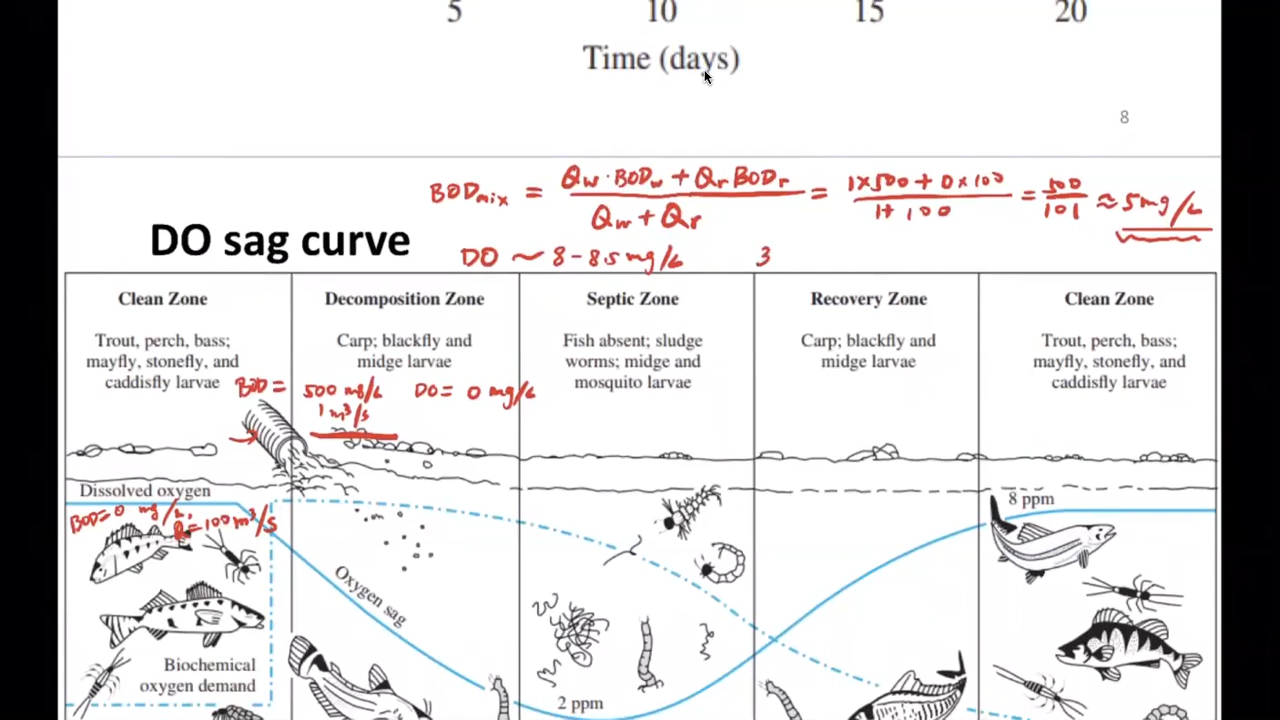 5 10 15 20
Time (days)
8
BODmix = Qw·BODw + QrBODr / Qw + Qr = 1×500 + 0×100 / 1+100 = 500 / 101 ≈ 5mg/L
DO sag curve
DO ~ 8-8.5 mg/L 3
Clean Zone
Trout, perch, bass;
mayfly, stonefly, and
caddisfly larvae
Decomposition Zone
Carp; blackfly and
midge larvae
Septic Zone
Fish absent; sludge
worms; midge and
mosquito larvae
Recovery Zone
Carp; blackfly and
midge larvae
Clean Zone
Trout, perch, bass;
mayfly, stonefly, and
caddisfly larvae
BOD= 500 mg/L DO= 0 mg/L
1 m³/s
Dissolved oxygen
BOD=0 mg/L, Q=100 m³/s
8 ppm
Oxygen sag
Biochemical
oxygen demand
2 ppm